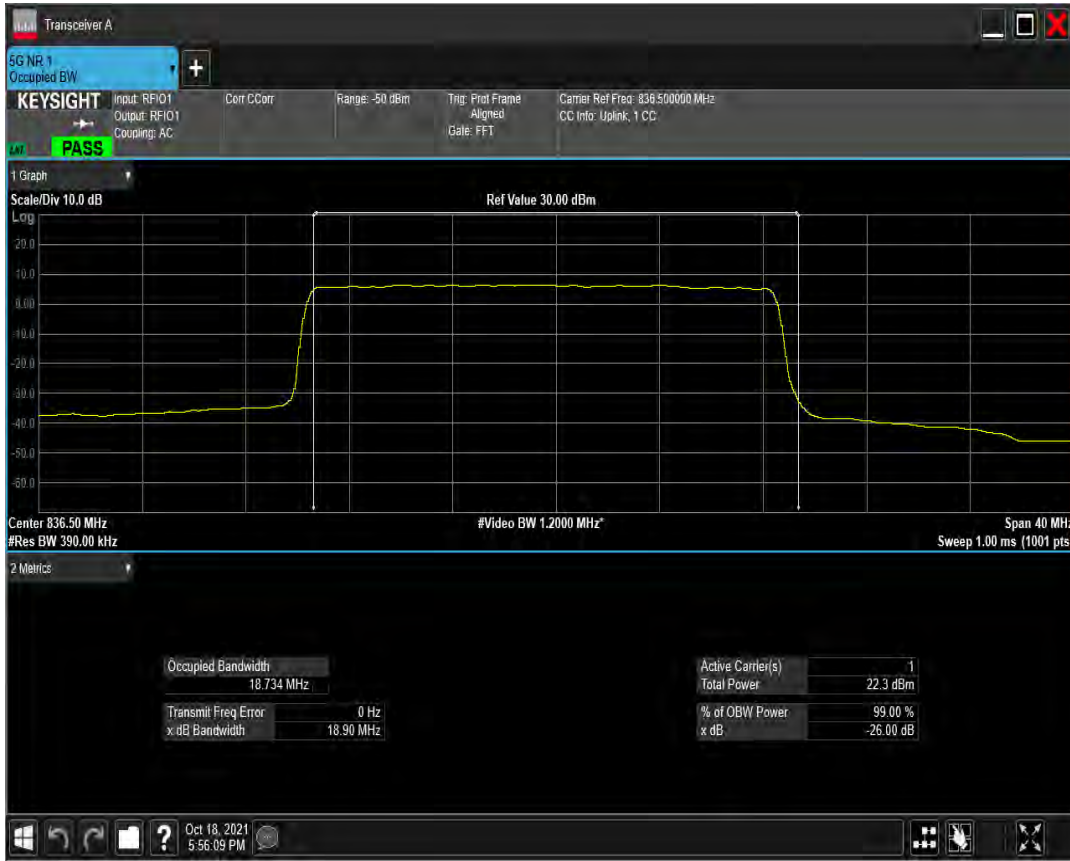 Transceiver A
5G NR 1
Occupied BW
+
KEYSIGHT
Input: RFIO1
Output: RFIO1
Coupling: AC
Corr CCorr
Range: -50 dBm
Trig: Prot Frame
Aligned
Gate: FFT
Carrier Ref Freq: 836.500000 MHz
CC Info: Uplink, 1 CC
PASS
1 Graph
Scale/Div 10.0 dB
Ref Value 30.00 dBm
Log
20.0
10.0
0.00
-10.0
-20.0
-30.0
-40.0
-50.0
-60.0
Center 836.50 MHz
#Video BW 1.2000 MHz*
Span 40 MHz
#Res BW 390.00 kHz
Sweep 1.00 ms (1001 pts
2 Metrics
Occupied Bandwidth
18.734 MHz
Transmit Freq Error 0 Hz
x dB Bandwidth 18.90 MHz
Active Carrier(s) 1
Total Power 22.3 dBm
% of OBW Power 99.00 %
x dB -26.00 dB
?
Oct 18, 2021
5:56:09 PM